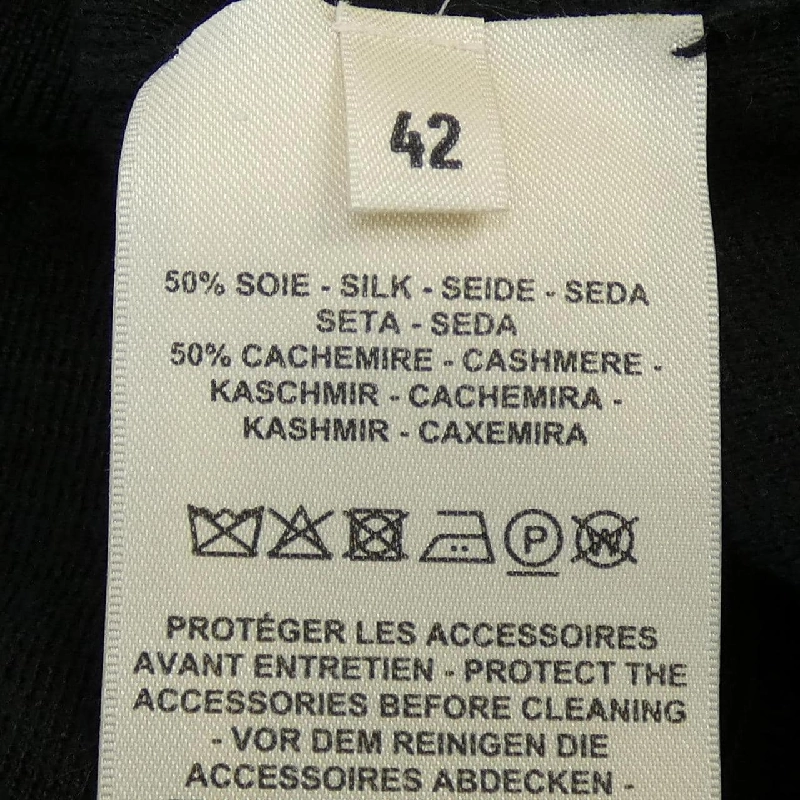 42
50% SOIE - SILK - SEIDE - SEDA
SETA - SEDA
50% CACHEMIRE - CASHMERE -
KASCHMIR - CACHEMIRA -
KASHMIR - CAXEMIRA
P W
PROTÉGER LES ACCESSOIRES
AVANT ENTRETIEN - PROTECT THE
ACCESSORIES BEFORE CLEANING
- VOR DEM REINIGEN DIE
ACCESSOIRES ABDECKEN -